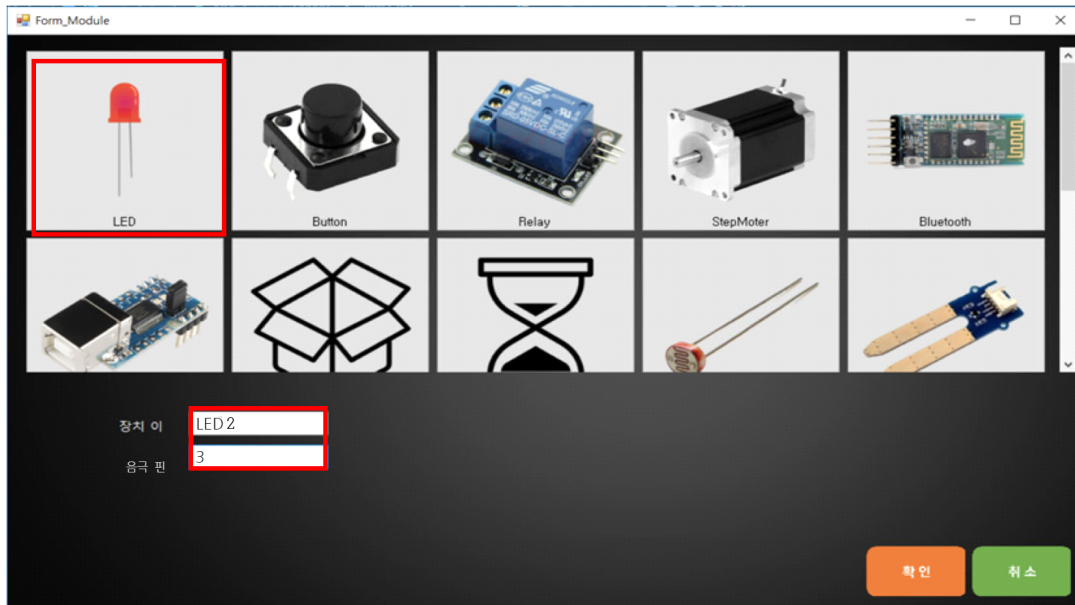 Form_Module
LED
Button
Relay
StepMoter
Bluetooth
장치 이
LED 2
음극 핀
3
확 인
취 소